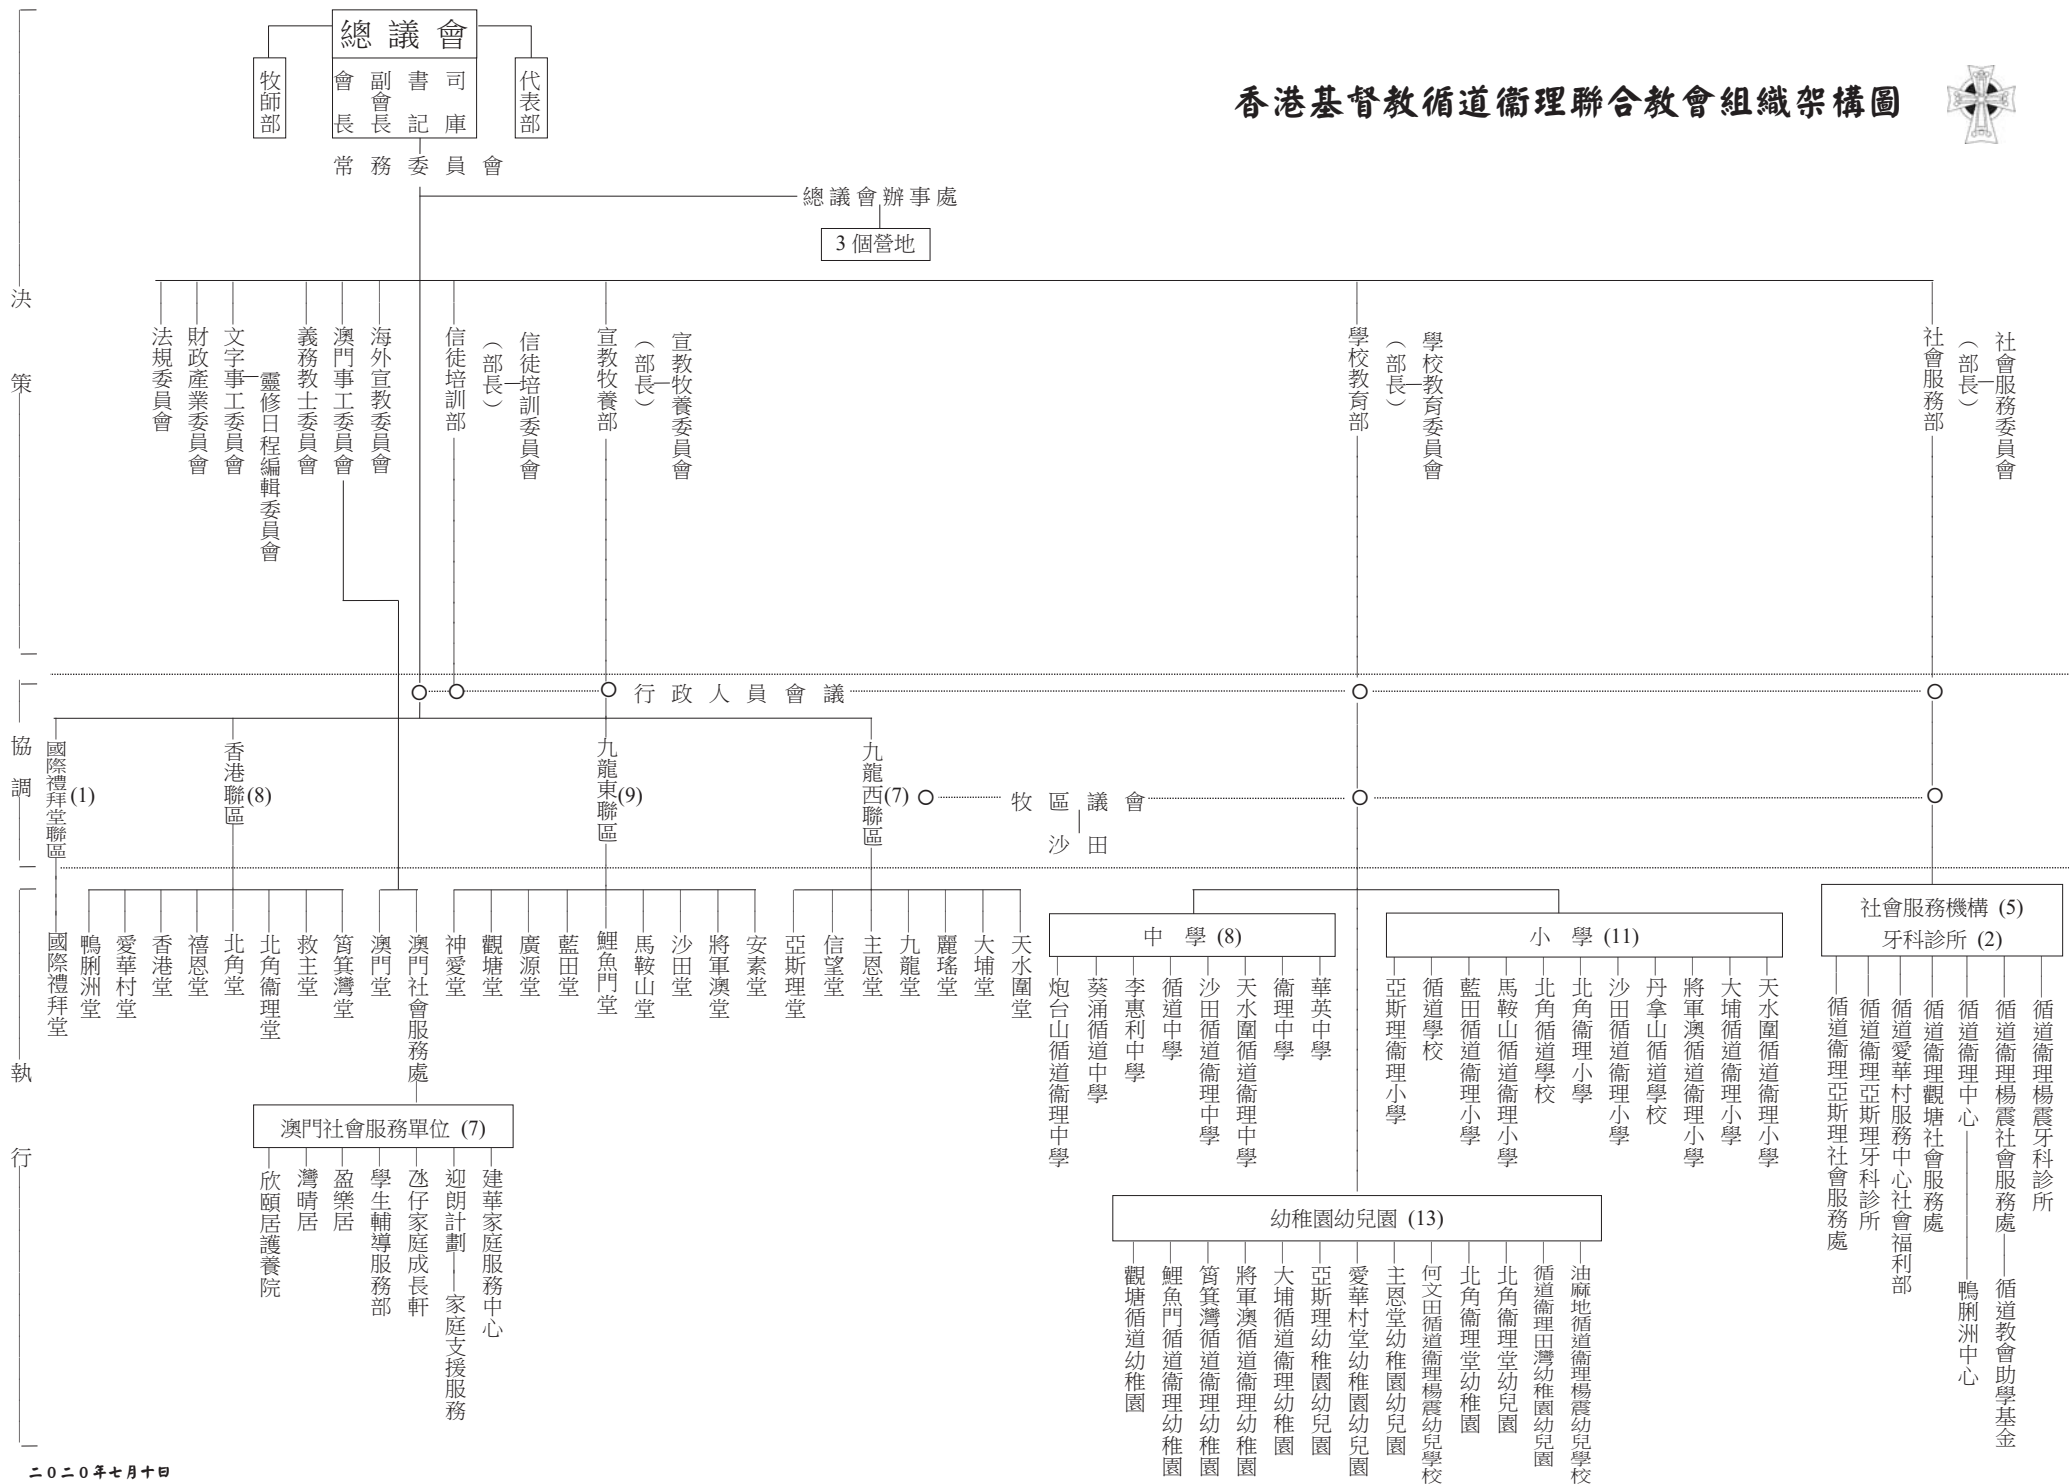 香港基督教循道衞理聯合教會組織架構圖
總議會
會長
副會長
書記
司庫
牧師部
代表部
常務委員會
總議會辦事處
3 個營地
決策
法規委員會
財政產業委員會
文字事工委員會
靈修日程編輯委員會
義務教士委員會
澳門事工委員會
海外宣教委員會
信徒培訓部
(部長)
信徒培訓委員會
宣教牧養部
(部長)
宣教牧養委員會
學校教育部
(部長)
學校教育委員會
社會服務部
(部長)
社會服務委員會
協調
行政人員會議
國際禮拜堂聯區 (1)
香港聯區 (8)
九龍東聯區 (9)
九龍西聯區 (7)
牧區議會
沙田
執行
國際禮拜堂
鴨脷洲堂
愛華村堂
香港堂
禧恩堂
北角堂
北角衞理堂
救主堂
筲箕灣堂
澳門堂
澳門社會服務處
神愛堂
觀塘堂
廣源堂
藍田堂
鯉魚門堂
馬鞍山堂
沙田堂
將軍澳堂
安素堂
亞斯理堂
信望堂
主恩堂
九龍堂
麗瑤堂
大埔堂
天水圍堂
澳門社會服務單位 (7)
欣頤居護養院
灣晴居
盈樂居
學生輔導服務部
氹仔家庭成長軒
迎朗計劃
家庭支援服務
建華家庭服務中心
中學 (8)
炮台山循道衞理中學
葵涌循道中學
李惠利中學
循道中學
沙田循道衞理中學
天水圍循道衞理中學
衞理中學
華英中學
小學 (11)
亞斯理衞理小學
循道學校
藍田循道衞理小學
馬鞍山循道衞理小學
北角循道學校
北角衞理小學
沙田循道衞理小學
丹拿山循道學校
將軍澳循道衞理小學
大埔循道衞理小學
天水圍循道衞理小學
幼稚園幼兒園 (13)
觀塘循道幼稚園
鯉魚門循道衞理幼稚園
筲箕灣循道衞理幼稚園
將軍澳循道衞理幼稚園
大埔循道衞理幼稚園
亞斯理幼稚園幼兒園
愛華村堂幼稚園幼兒園
主恩堂幼稚園幼兒園
何文田循道衞理楊震幼兒學校
北角衞理堂幼稚園
北角衞理堂幼兒園
循道衞理田灣幼稚園幼兒園
油麻地循道衞理楊震幼兒學校
社會服務機構 (5)
牙科診所 (2)
循道衞理亞斯理社會服務處
循道衞理亞斯理牙科診所
循道愛華村服務中心社會福利部
循道衞理觀塘社會服務處
循道衞理中心
鴨脷洲中心
循道衞理楊震社會服務處
循道教會助學基金
循道衞理楊震牙科診所
二０二０年七月十日